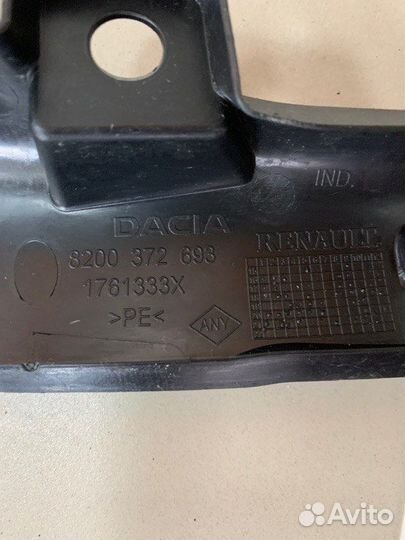 IND.
DACIA
8200 372 693
RENAULT
1761333X
>PE<
ANY
Avito